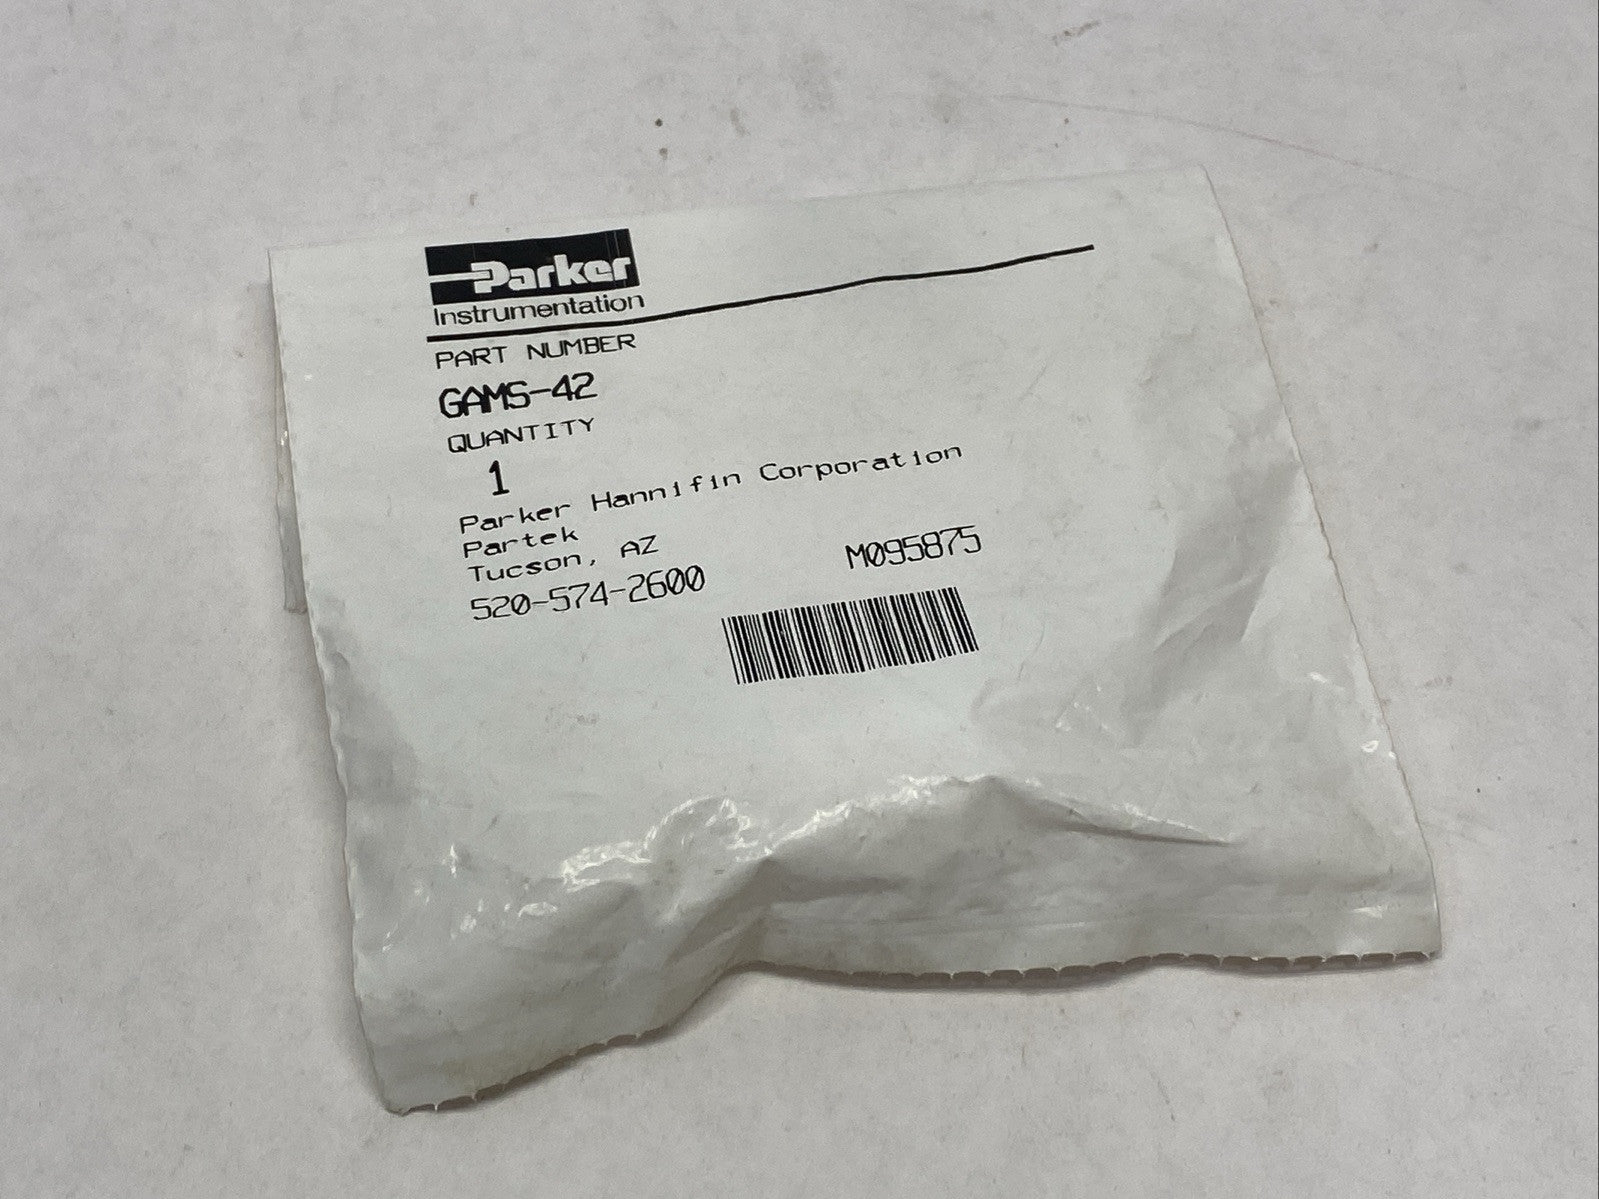 Parker
Instrumentation
PART NUMBER
GAMS-42
QUANTITY
1
Parker Hannifin Corporation
Partek
Tucson, AZ
520-574-2600
M095875